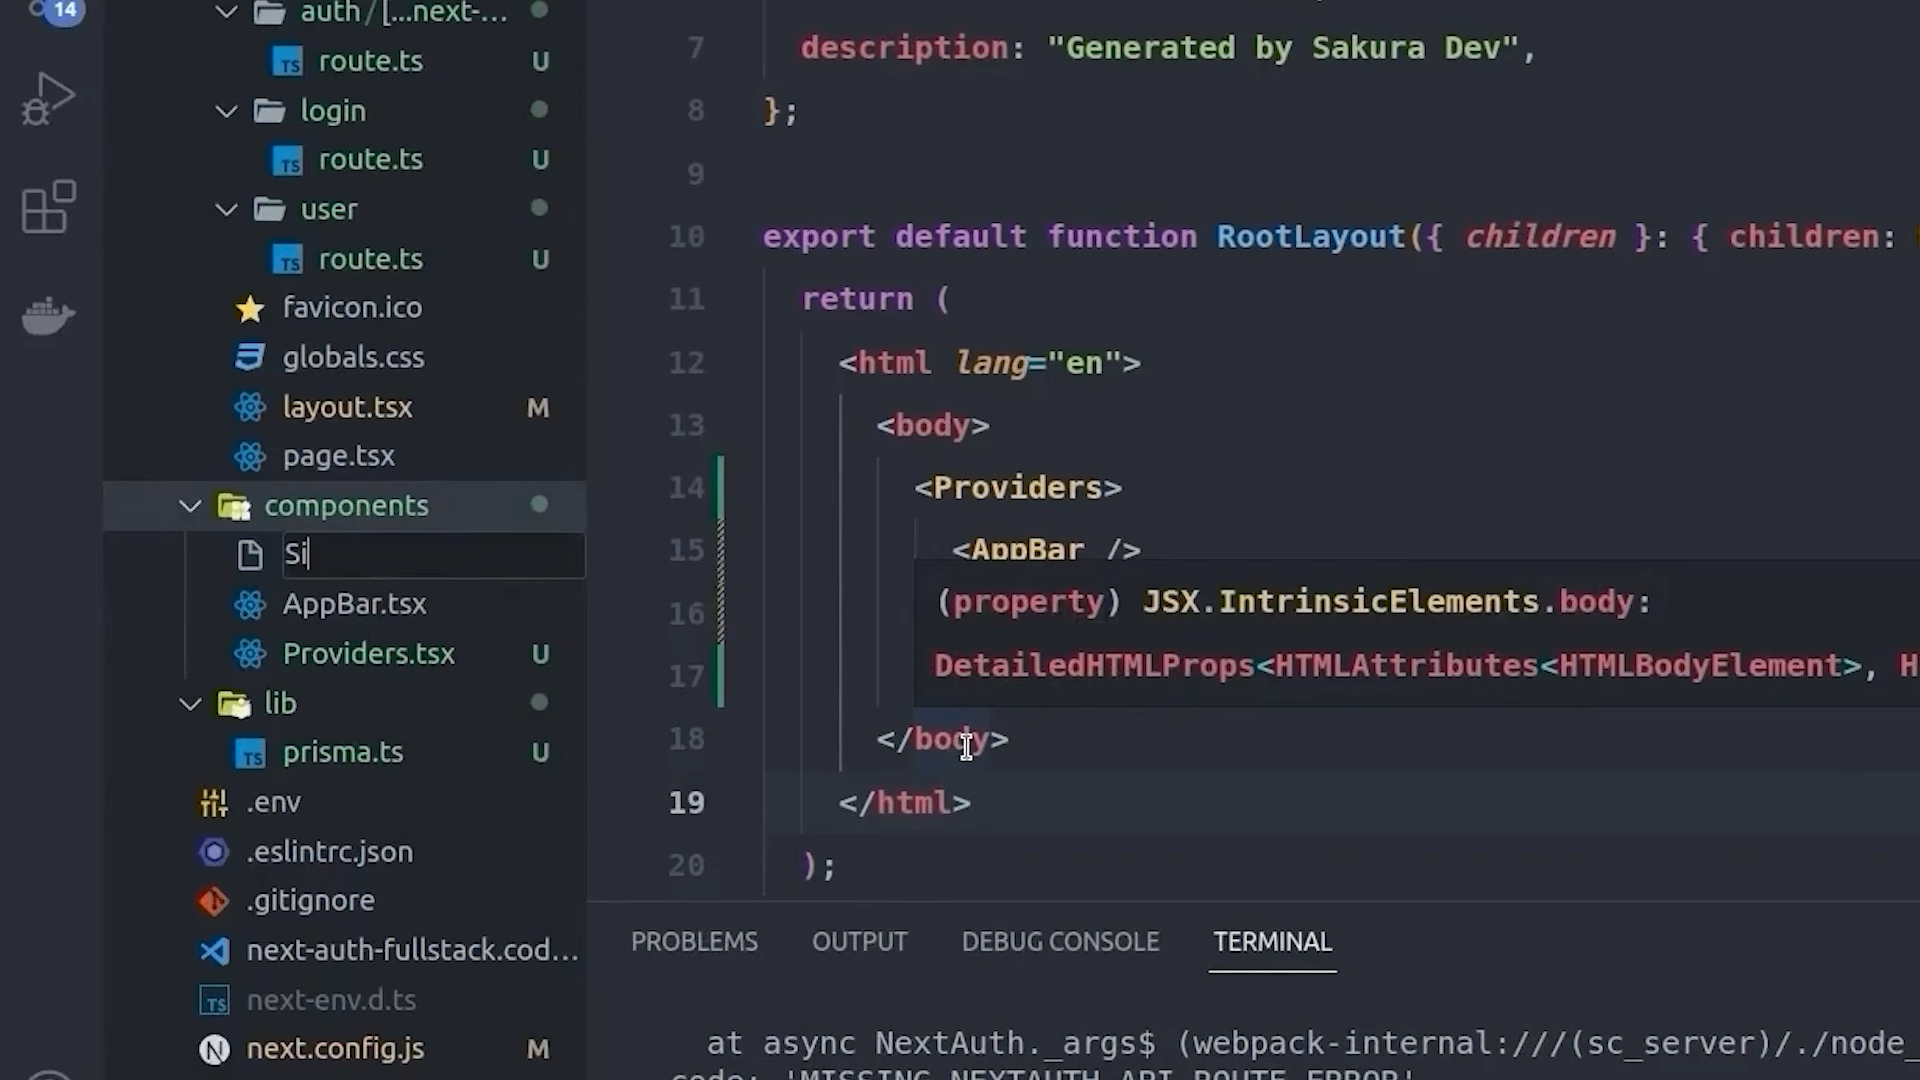 14
auth/[...next-...
route.ts U
login
route.ts U
user
route.ts U
favicon.ico
globals.css
layout.tsx M
page.tsx
components
Si
AppBar.tsx
Providers.tsx U
lib
prisma.ts U
.env
.eslintrc.json
.gitignore
next-auth-fullstack.cod...
next-env.d.ts
next.config.js M
7 description: "Generated by Sakura Dev",
8 };
9
10 export default function RootLayout({ children }: { children:
11 return (
12 <html lang="en">
13 <body>
14 <Providers>
15 <AppBar />
16
17
(property) JSX.IntrinsicElements.body:
DetailedHTMLProps<HTMLAttributes<HTMLBodyElement>, H
18 </body>
19 </html>
20 );
PROBLEMS OUTPUT DEBUG CONSOLE TERMINAL
at async NextAuth._args$ (webpack-internal:///(sc_server)/./node_
code: 'MISSING_NEXTAUTH_API_ROUTE_ERROR'